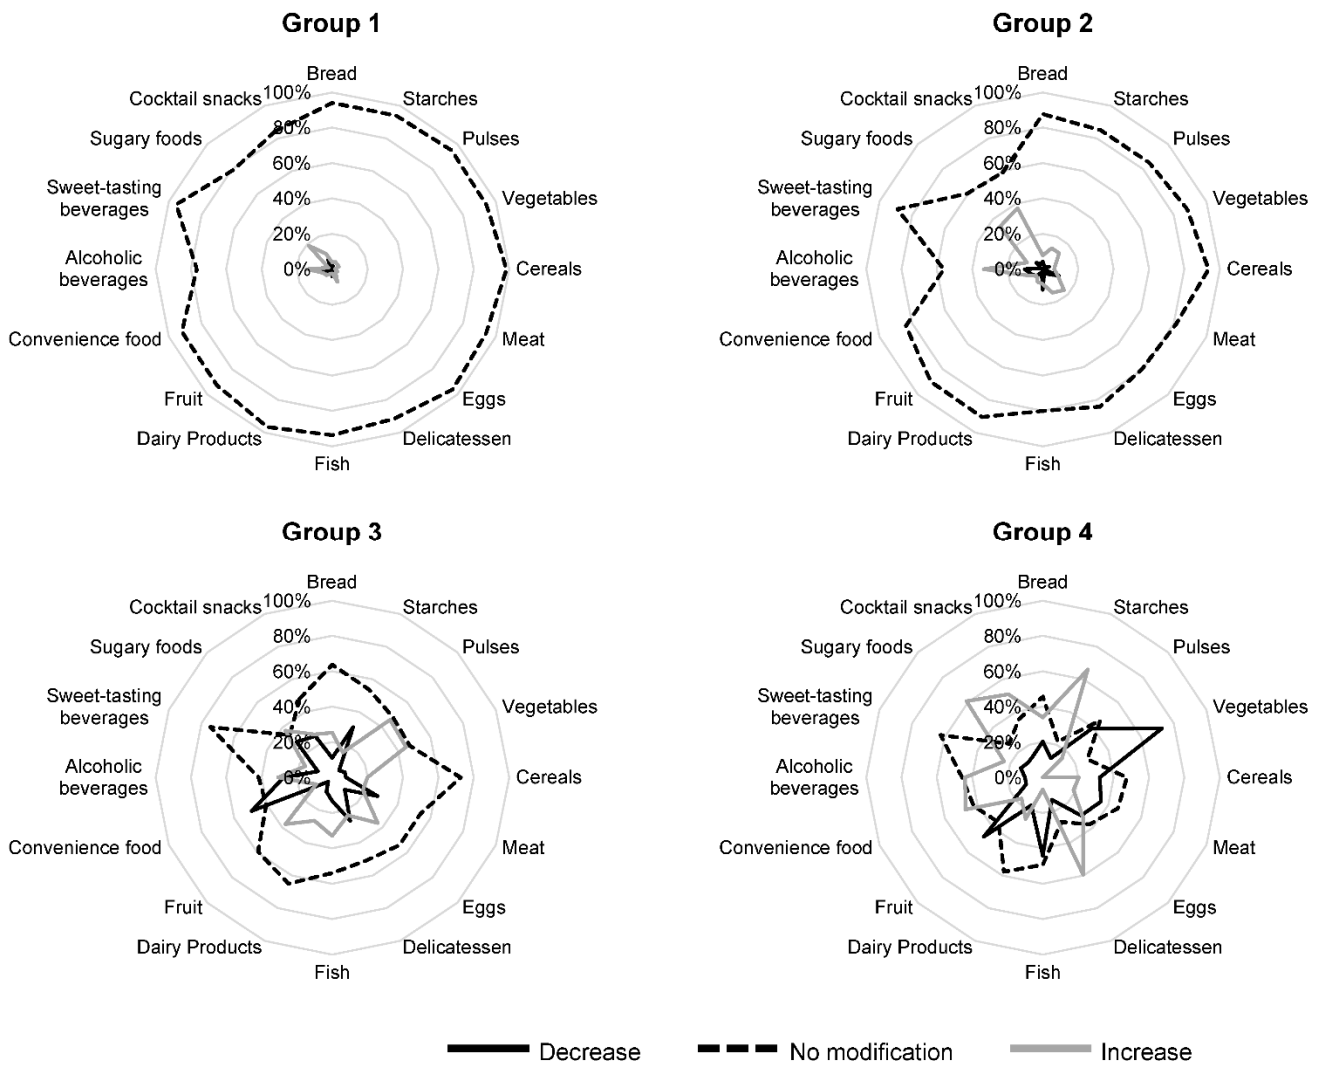 Group 1
Bread
100%
Cocktail snacks
Starches
80%
Sugary foods
Pulses
60%
Sweet-tasting
beverages
40%
Vegetables
20%
Alcoholic
beverages
0%
Cereals
Convenience food
Meat
Fruit
Eggs
Dairy Products
Delicatessen
Fish
Group 2
Bread
100%
Cocktail snacks
Starches
80%
Sugary foods
Pulses
60%
Sweet-tasting
beverages
40%
Vegetables
20%
Alcoholic
beverages
0%
Cereals
Convenience food
Meat
Fruit
Eggs
Dairy Products
Delicatessen
Fish
Group 3
Bread
100%
Cocktail snacks
Starches
80%
Sugary foods
Pulses
60%
Sweet-tasting
beverages
40%
Vegetables
20%
Alcoholic
beverages
0%
Cereals
Convenience food
Meat
Fruit
Eggs
Dairy Products
Delicatessen
Fish
Group 4
Bread
100%
Cocktail snacks
Starches
80%
Sugary foods
Pulses
60%
Sweet-tasting
beverages
40%
Vegetables
20%
Alcoholic
beverages
0%
Cereals
Convenience food
Meat
Fruit
Eggs
Dairy Products
Delicatessen
Fish
Decrease
No modification
Increase